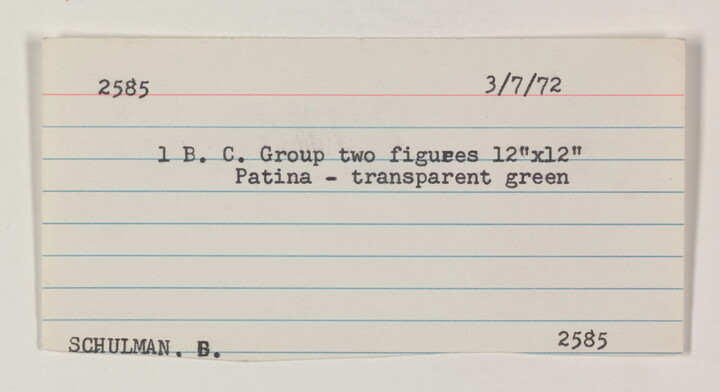 2585 3/7/72
1 B. C. Group two figures 12"x12"
Patina - transparent green
SCHULMAN. B. 2585